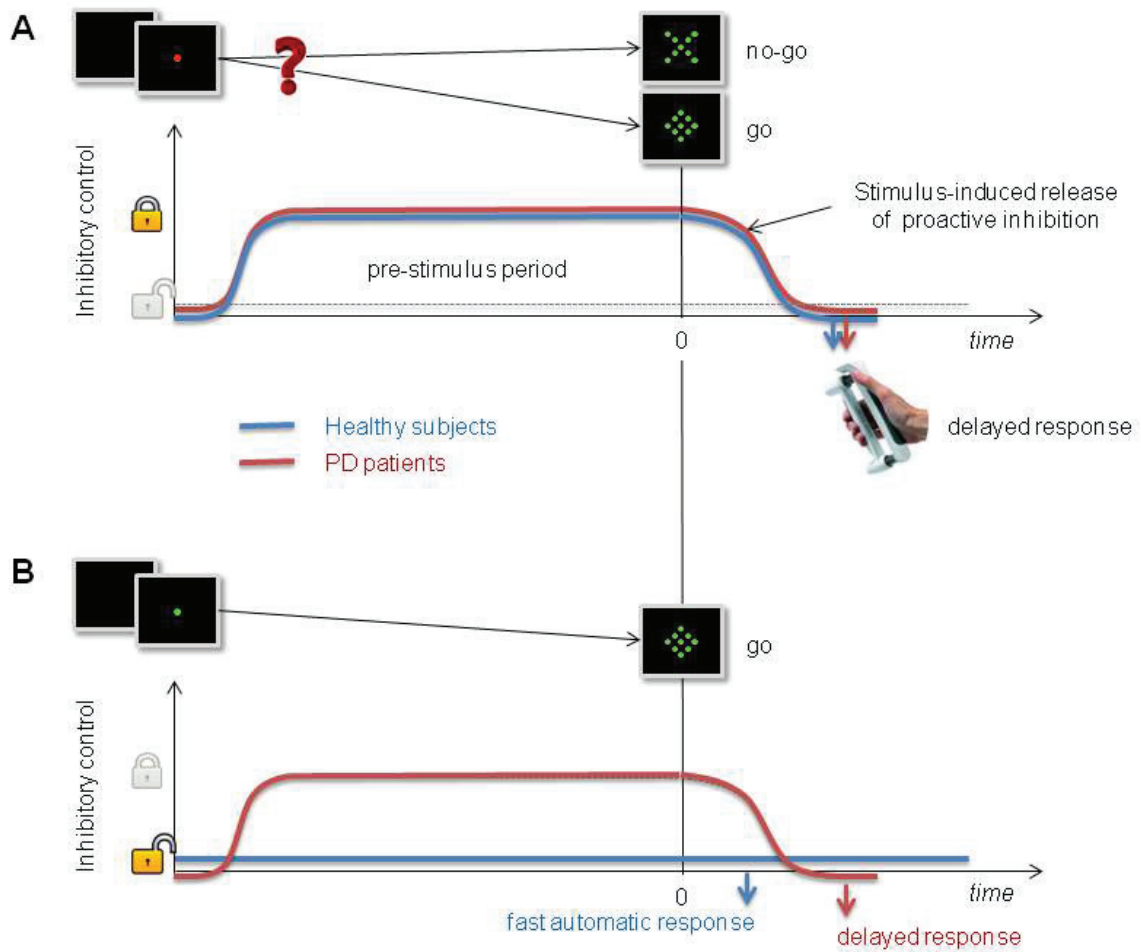 A
?
no-go
go
Inhibitory control
Stimulus-induced release
of proactive inhibition
pre-stimulus period
0
time
Healthy subjects
PD patients
delayed response
B
go
Inhibitory control
0
time
fast automatic response
delayed response